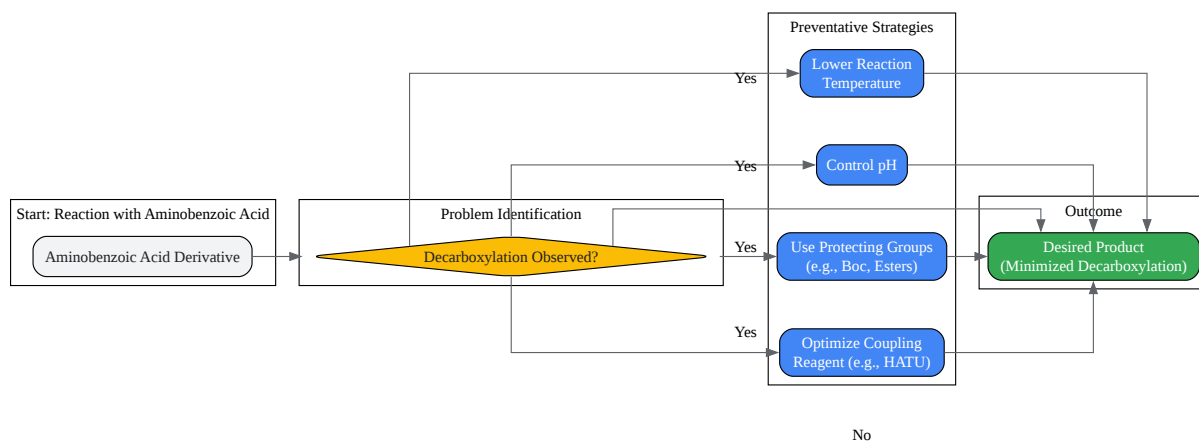 Start: Reaction with Aminobenzoic Acid
Aminobenzoic Acid Derivative
Problem Identification
Decarboxylation Observed?
Yes
Yes
Yes
Yes
Preventative Strategies
Lower Reaction
Temperature
Control pH
Use Protecting Groups
(e.g., Boc, Esters)
Optimize Coupling
Reagent (e.g., HATU)
Outcome
Desired Product
(Minimized Decarboxylation)
No